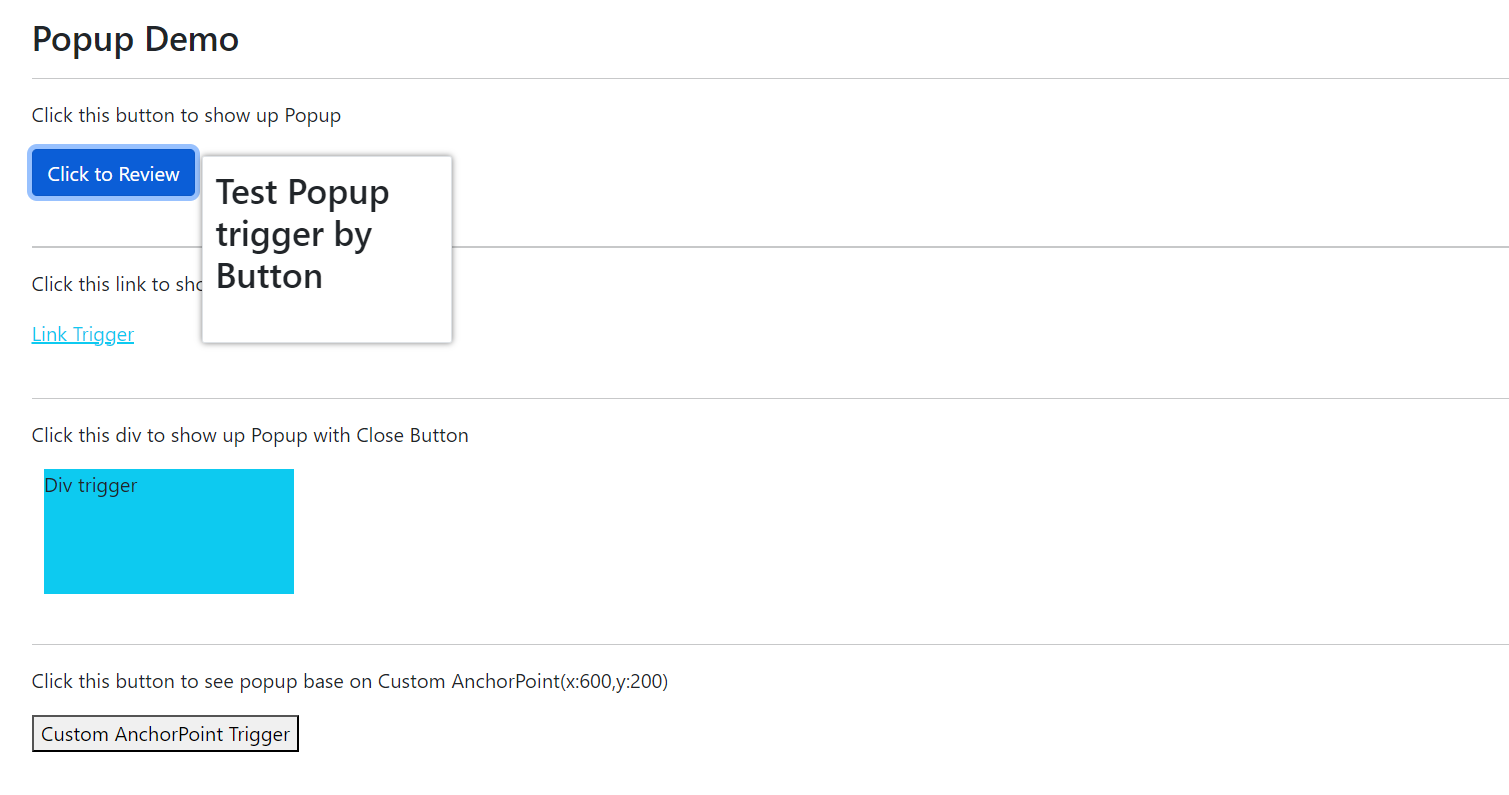 Popup Demo
Click this button to show up Popup
Click to Review
Test Popup
trigger by
Button
Click this link to
Link Trigger
Click this div to show up Popup with Close Button
Div trigger
Click this button to see popup base on Custom AnchorPoint(x:600,y:200)
Custom AnchorPoint Trigger